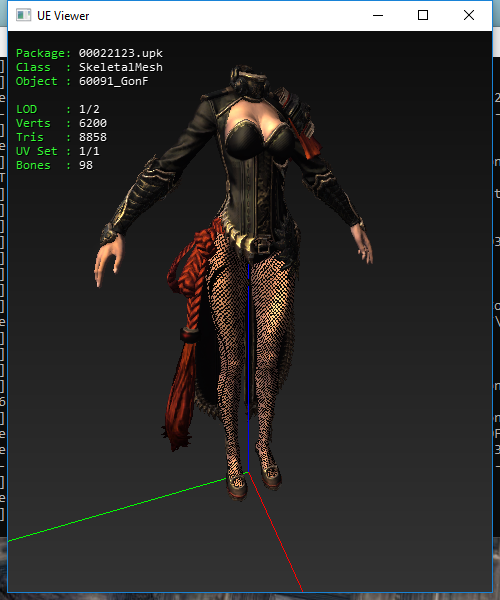 UE Viewer
Package: 00022123.upk
Class  : SkeletalMesh
Object : 60091_GonF
LOD    : 1/2
Verts  : 6200
Tris   : 8858
UV Set : 1/1
Bones  : 98